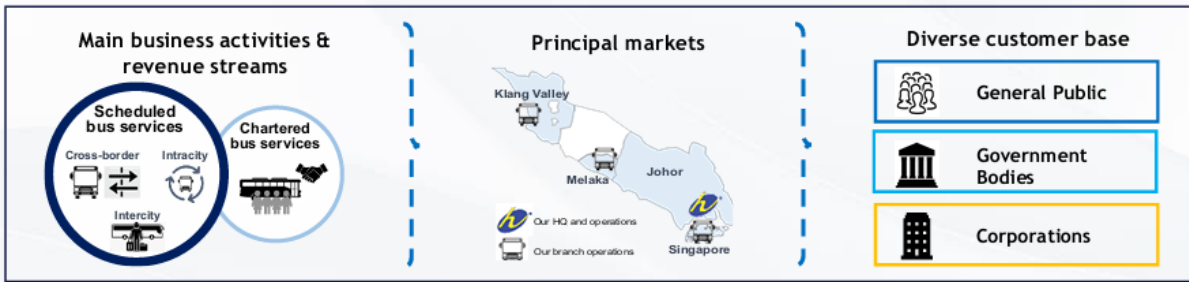 Main business activities &
revenue streams
Scheduled
bus services
Cross-border
Intracity
Intercity
Chartered
bus services
Principal markets
Klang Valley
Melaka
Johor
Singapore
h
Our HQ and operations
h
Our branch operations
Diverse customer base
General Public
Government
Bodies
Corporations